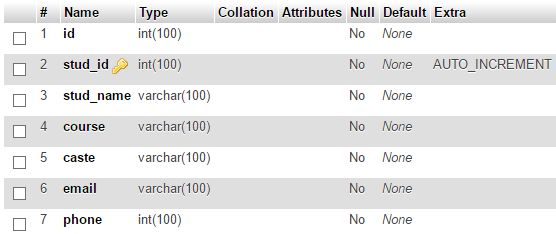 # Name Type Collation Attributes Null Default Extra
1 id int(100) No None
2 stud_id int(100) No None AUTO_INCREMENT
3 stud_name varchar(100) No None
4 course varchar(100) No None
5 caste varchar(100) No None
6 email varchar(100) No None
7 phone int(100) No None